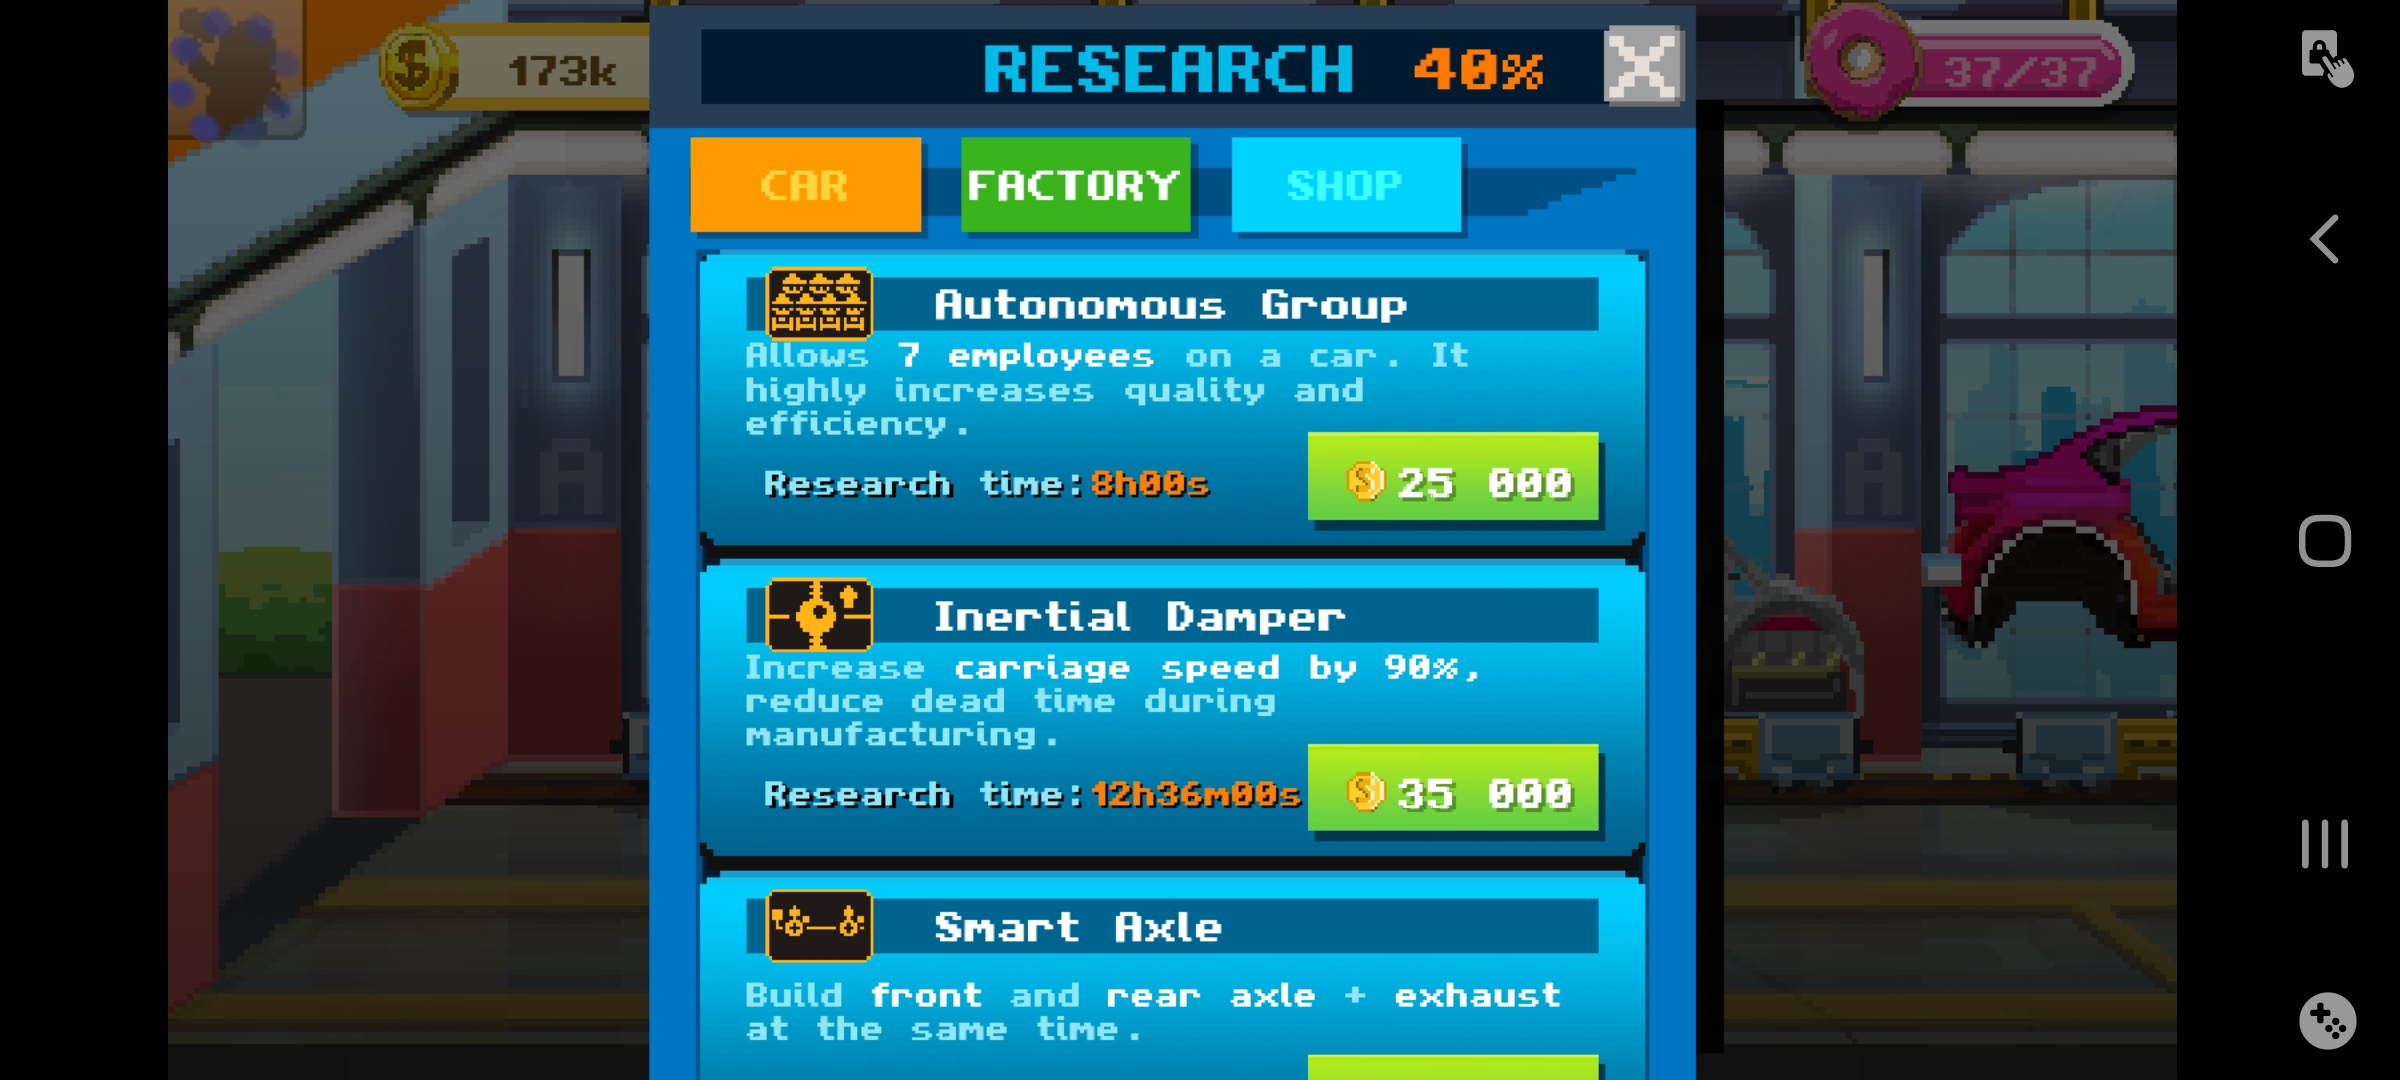 173k
RESEARCH 40%
37/37
CAR FACTORY SHOP
Autonomous Group
Allows 7 employees on a car. It
highly increases quality and
efficiency.
Research time:8h00s
25 000
Inertial Damper
Increase carriage speed by 90%,
reduce dead time during
manufacturing.
Research time:12h36m00s
35 000
Smart Axle
Build front and rear axle + exhaust
at the same time.
A
A